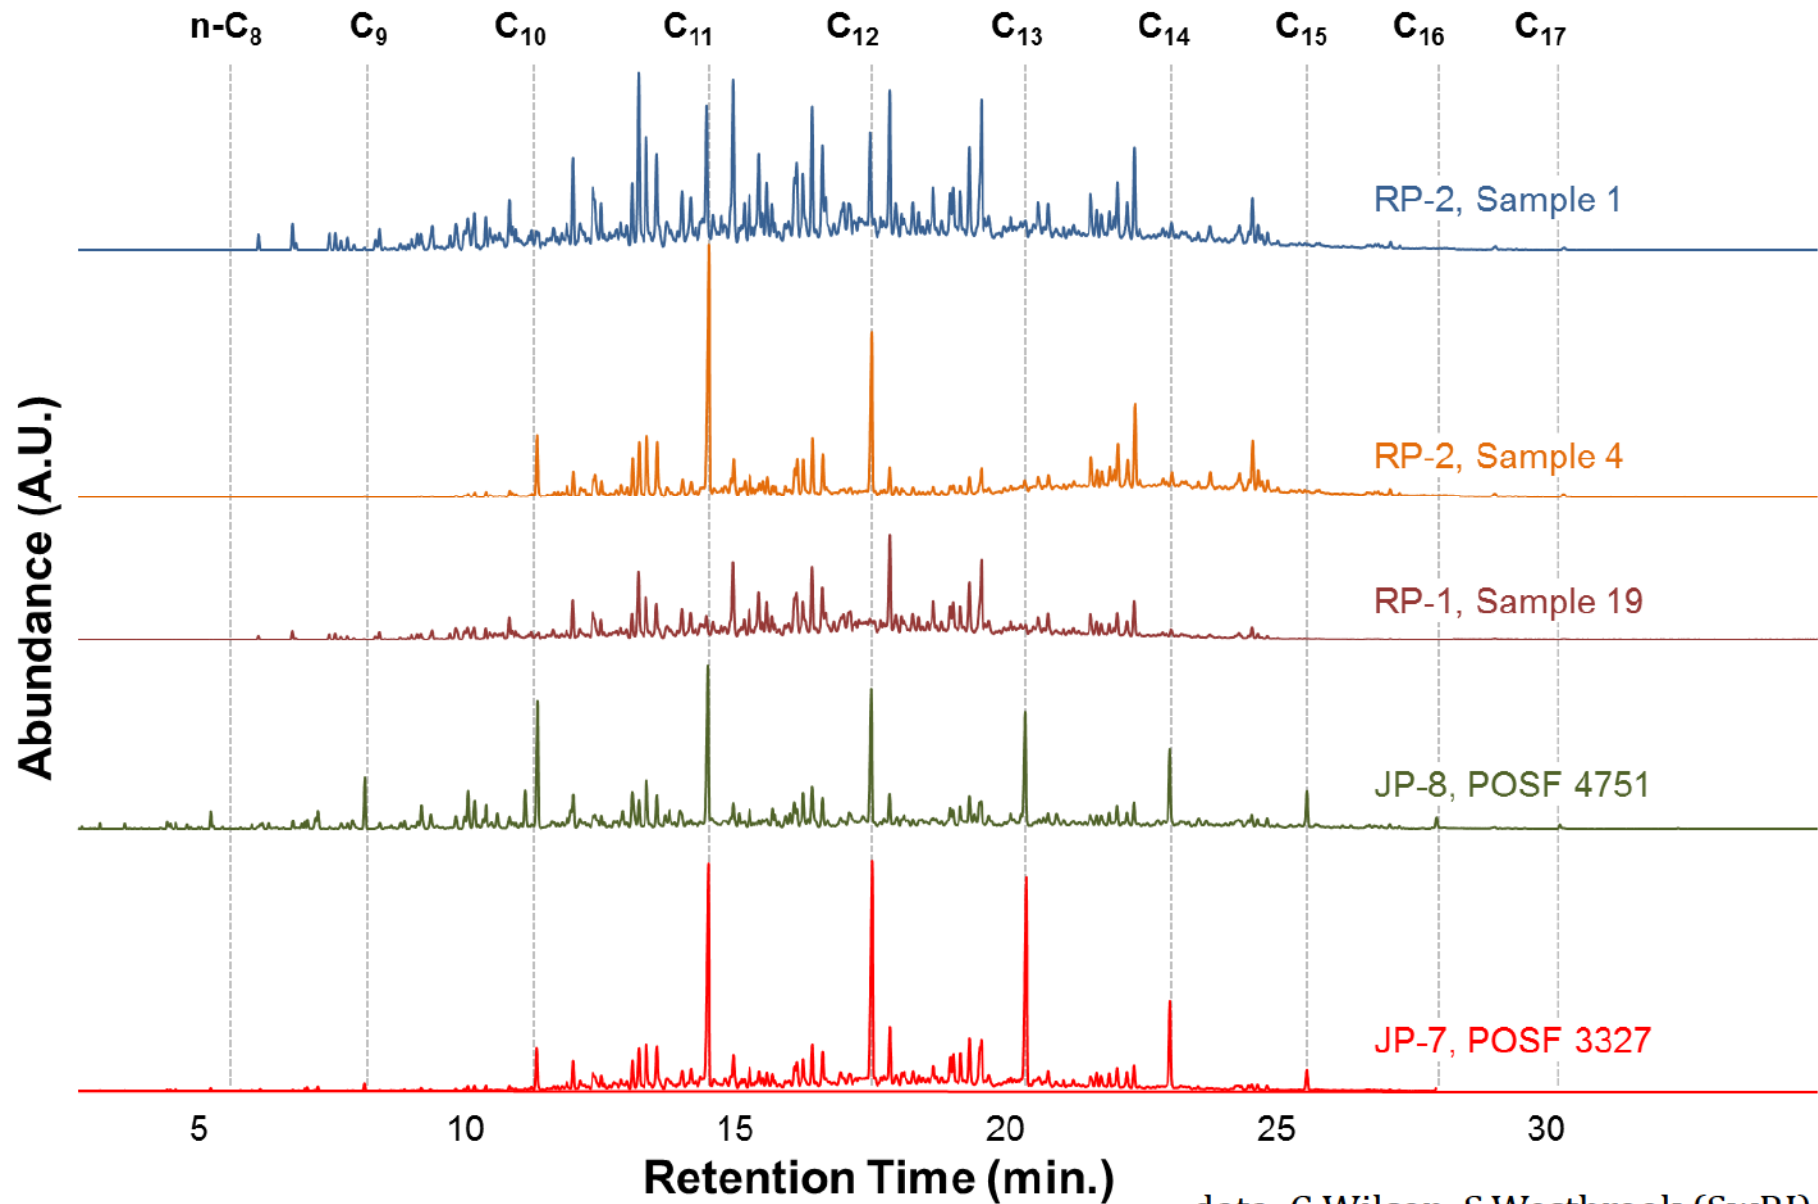 n-C₈ C₉ C₁₀ C₁₁ C₁₂ C₁₃ C₁₄ C₁₅ C₁₆ C₁₇
RP-2, Sample 1
RP-2, Sample 4
RP-1, Sample 19
JP-8, POSF 4751
JP-7, POSF 3327
Abundance (A.U.)
5 10 15 20 25 30
Retention Time (min.)